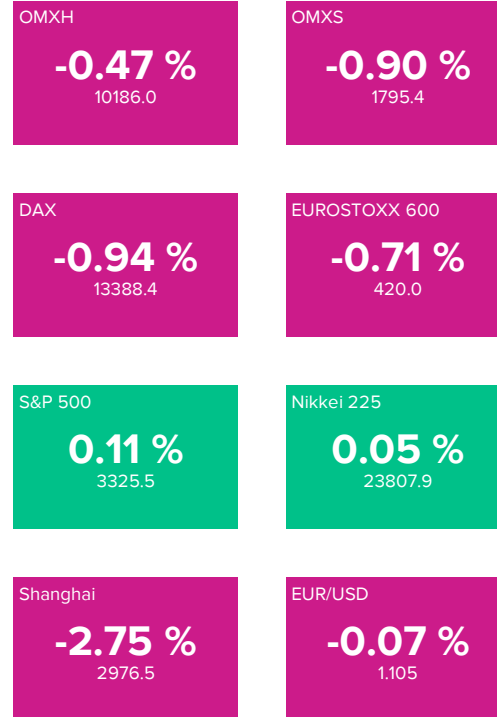 OMXH
-0.47 %
10186.0
OMXS
-0.90 %
1795.4
DAX
-0.94 %
13388.4
EUROSTOXX 600
-0.71 %
420.0
S&P 500
0.11 %
3325.5
Nikkei 225
0.05 %
23807.9
Shanghai
-2.75 %
2976.5
EUR/USD
-0.07 %
1.105